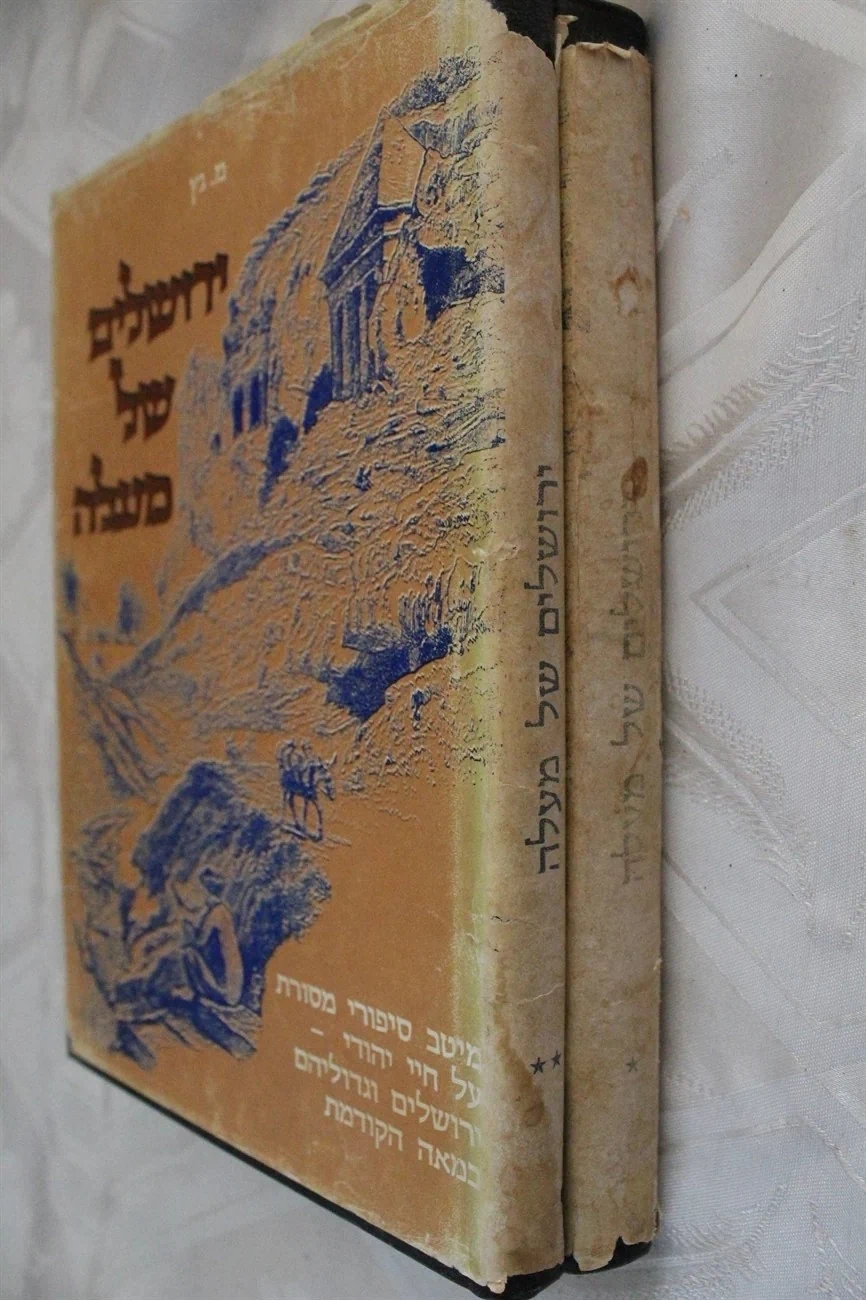 מ. מן
ירושלים
של
מעלה
מיטב סיפורי מסורת
על חיי יהודי -
ירושלים וגדוליהם
במאה הקודמת
ירושלים של מעלה
**
ירושלים של מעלה
*